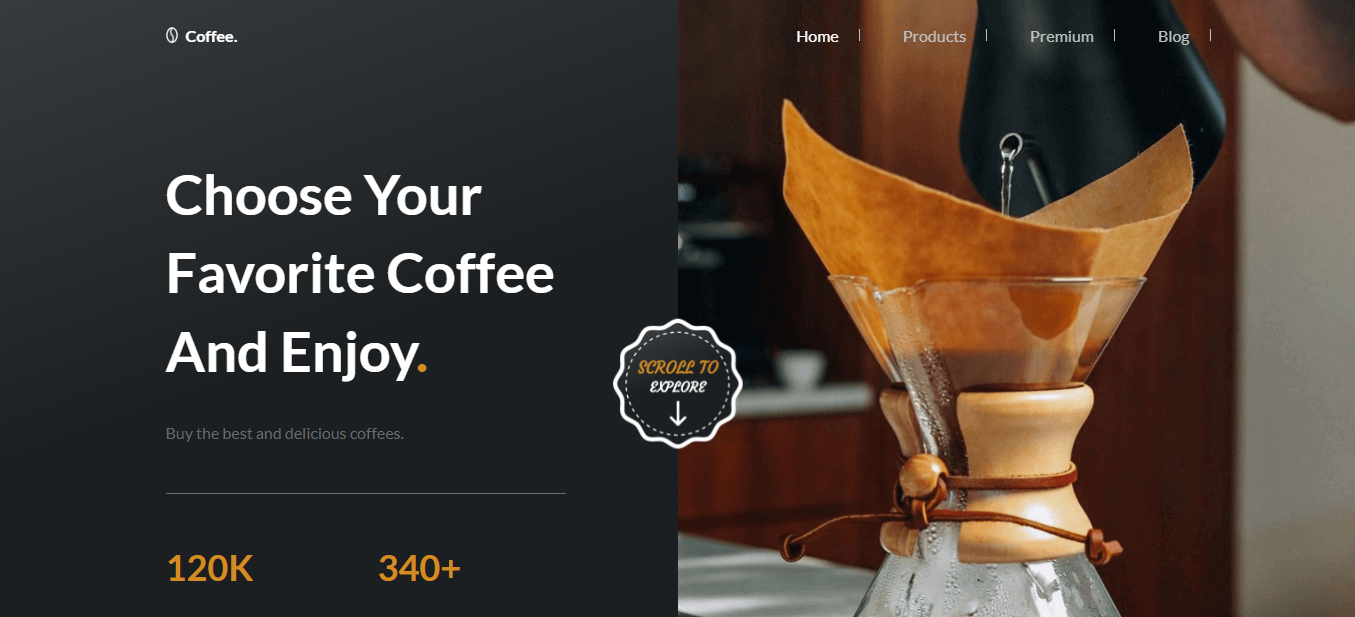 Coffee.
Home
Products
Premium
Blog
Choose Your
Favorite Coffee
And Enjoy.
SCROLL TO
EXPLORE
Buy the best and delicious coffees.
120K
340+